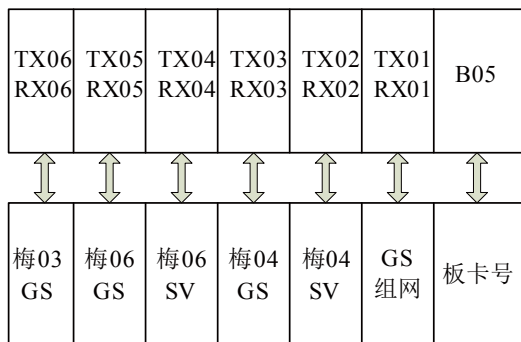 TX06 TX05 TX04 TX03 TX02 TX01
RX06 RX05 RX04 RX03 RX02 RX01
B05
梅03 梅06 梅06 梅04 梅04 GS
GS GS SV GS SV 组网
板卡号